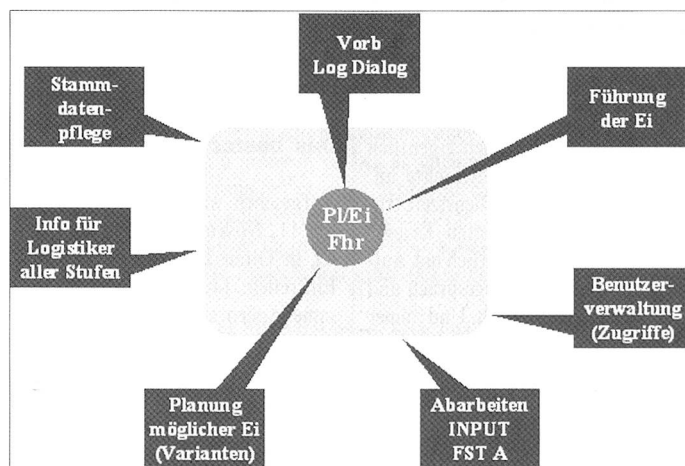 Vorb
Log Dialog
Stamm-
daten-
pflege
Führung
der Ei
Pl/Ei
Fhr
Info für
Logistiker
aller Stufen
Benutzer-
verwaltung
(Zugriffe)
Planung
möglicher Ei
(Varianten)
Abarbeiten
INPUT
FST A